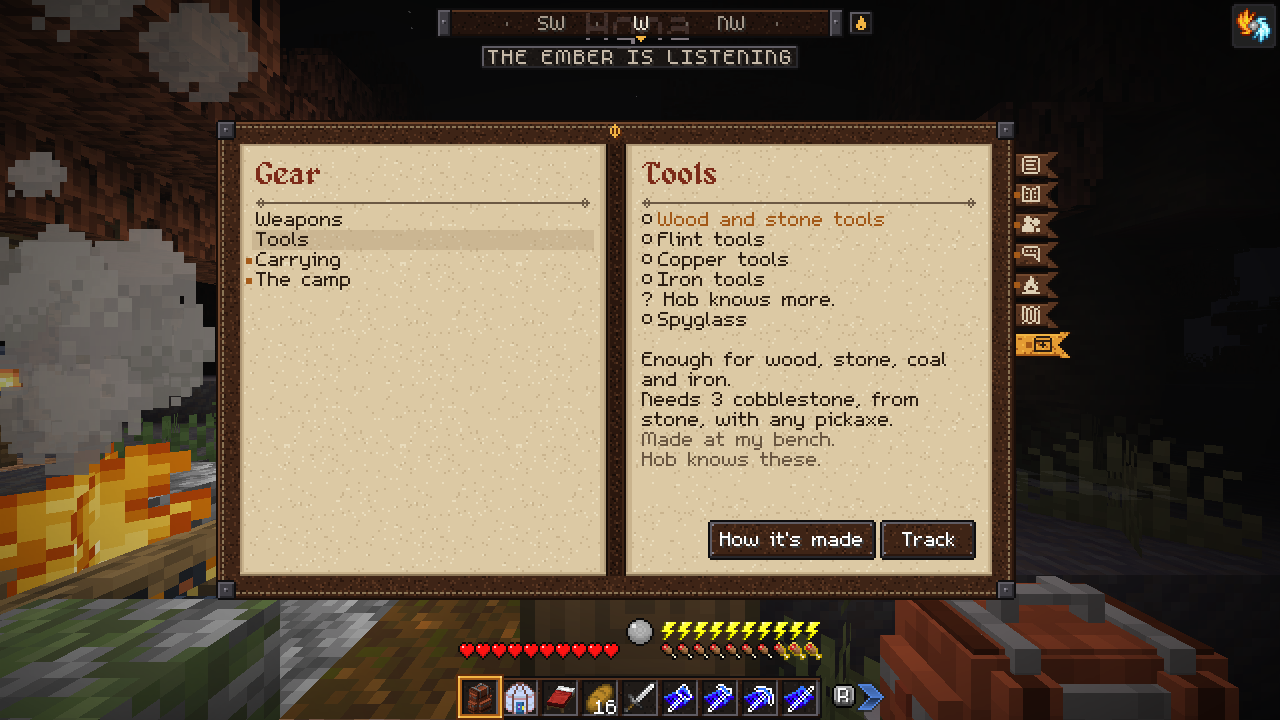 SW W NW
THE EMBER IS LISTENING
Gear
Weapons
Tools
Carrying
The camp
Tools
Wood and stone tools
Flint tools
Copper tools
Iron tools
? Hob knows more.
Spyglass
Enough for wood, stone, coal
and iron.
Needs 3 cobblestone, from
stone, with any pickaxe.
Made at my bench.
Hob knows these.
How it's made
Track
16
R